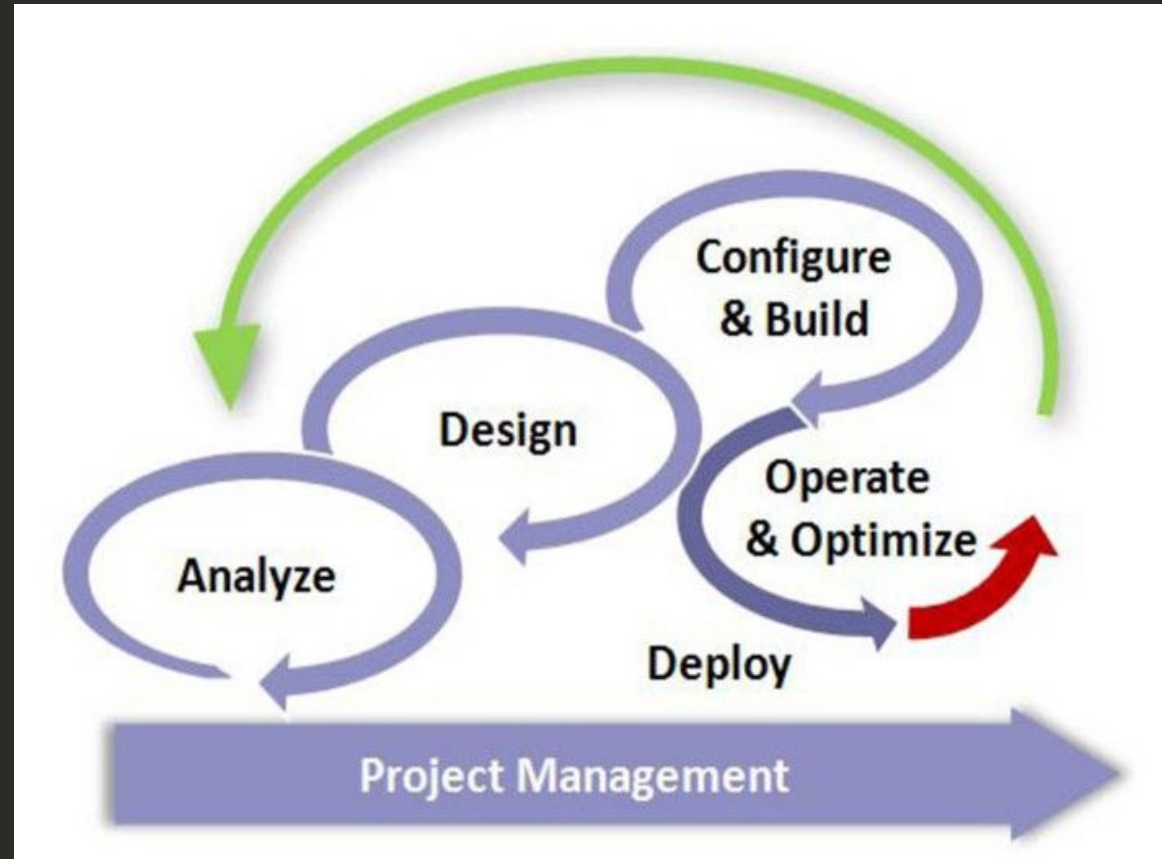 Configure
& Build
Design
Operate
& Optimize
Analyze
Deploy
Project Management